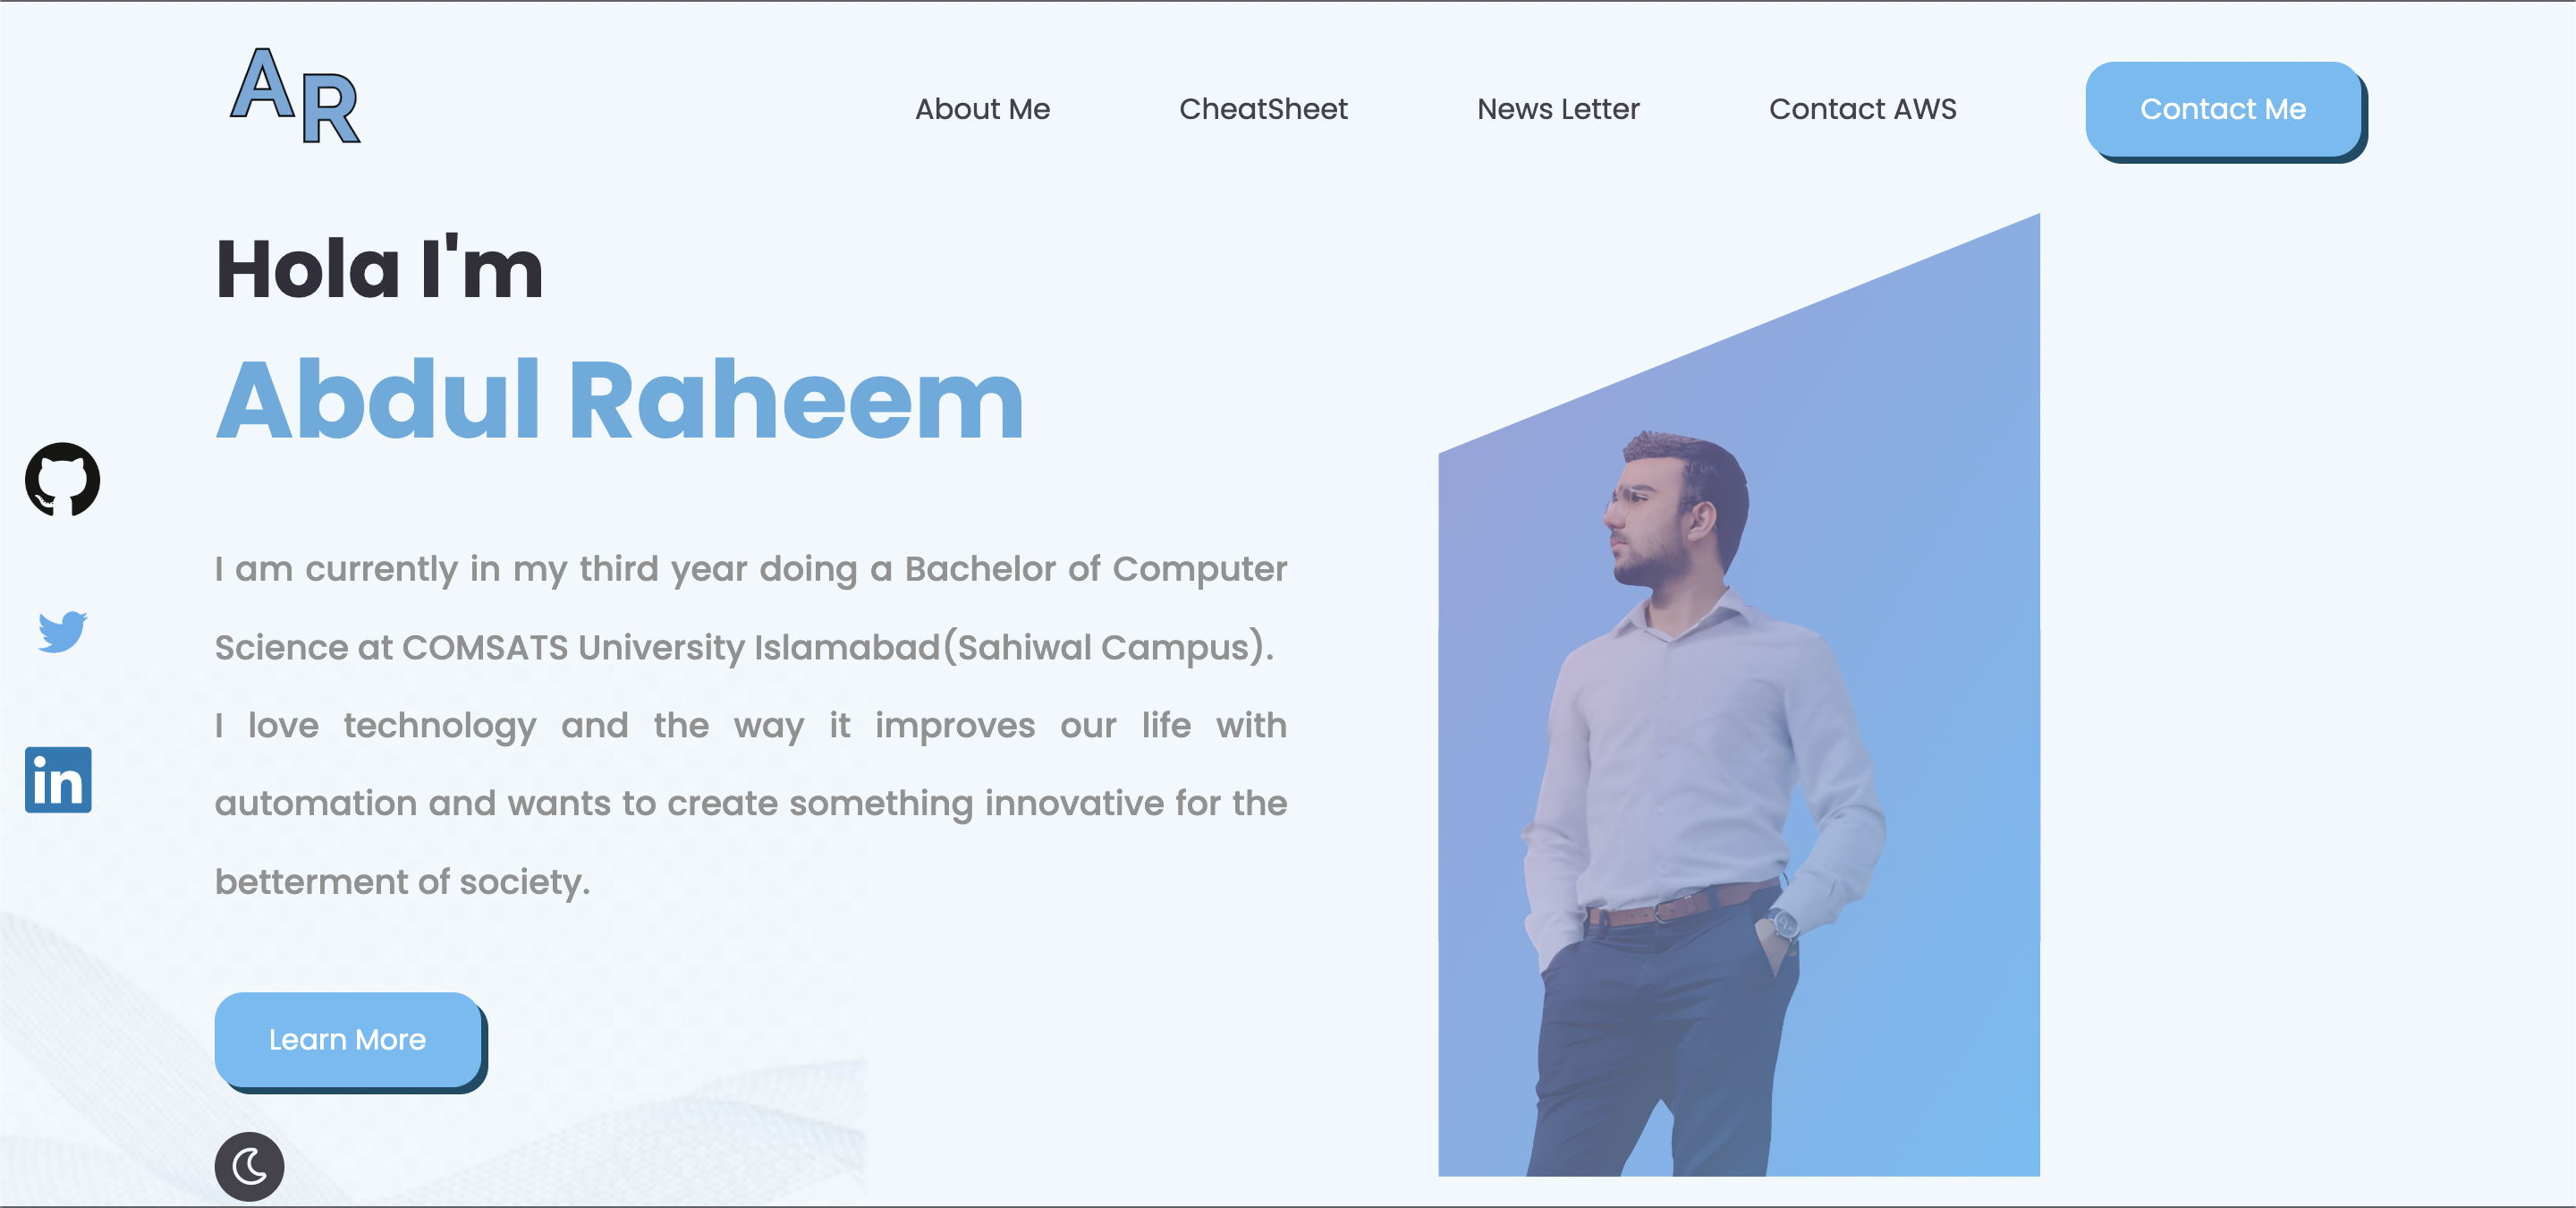 AR
About Me
CheatSheet
News Letter
Contact AWS
Contact Me
Hola I'm
Abdul Raheem
I am currently in my third year doing a Bachelor of Computer
Science at COMSATS University Islamabad(Sahiwal Campus).
I love technology and the way it improves our life with
automation and wants to create something innovative for the
betterment of society.
in
Learn More